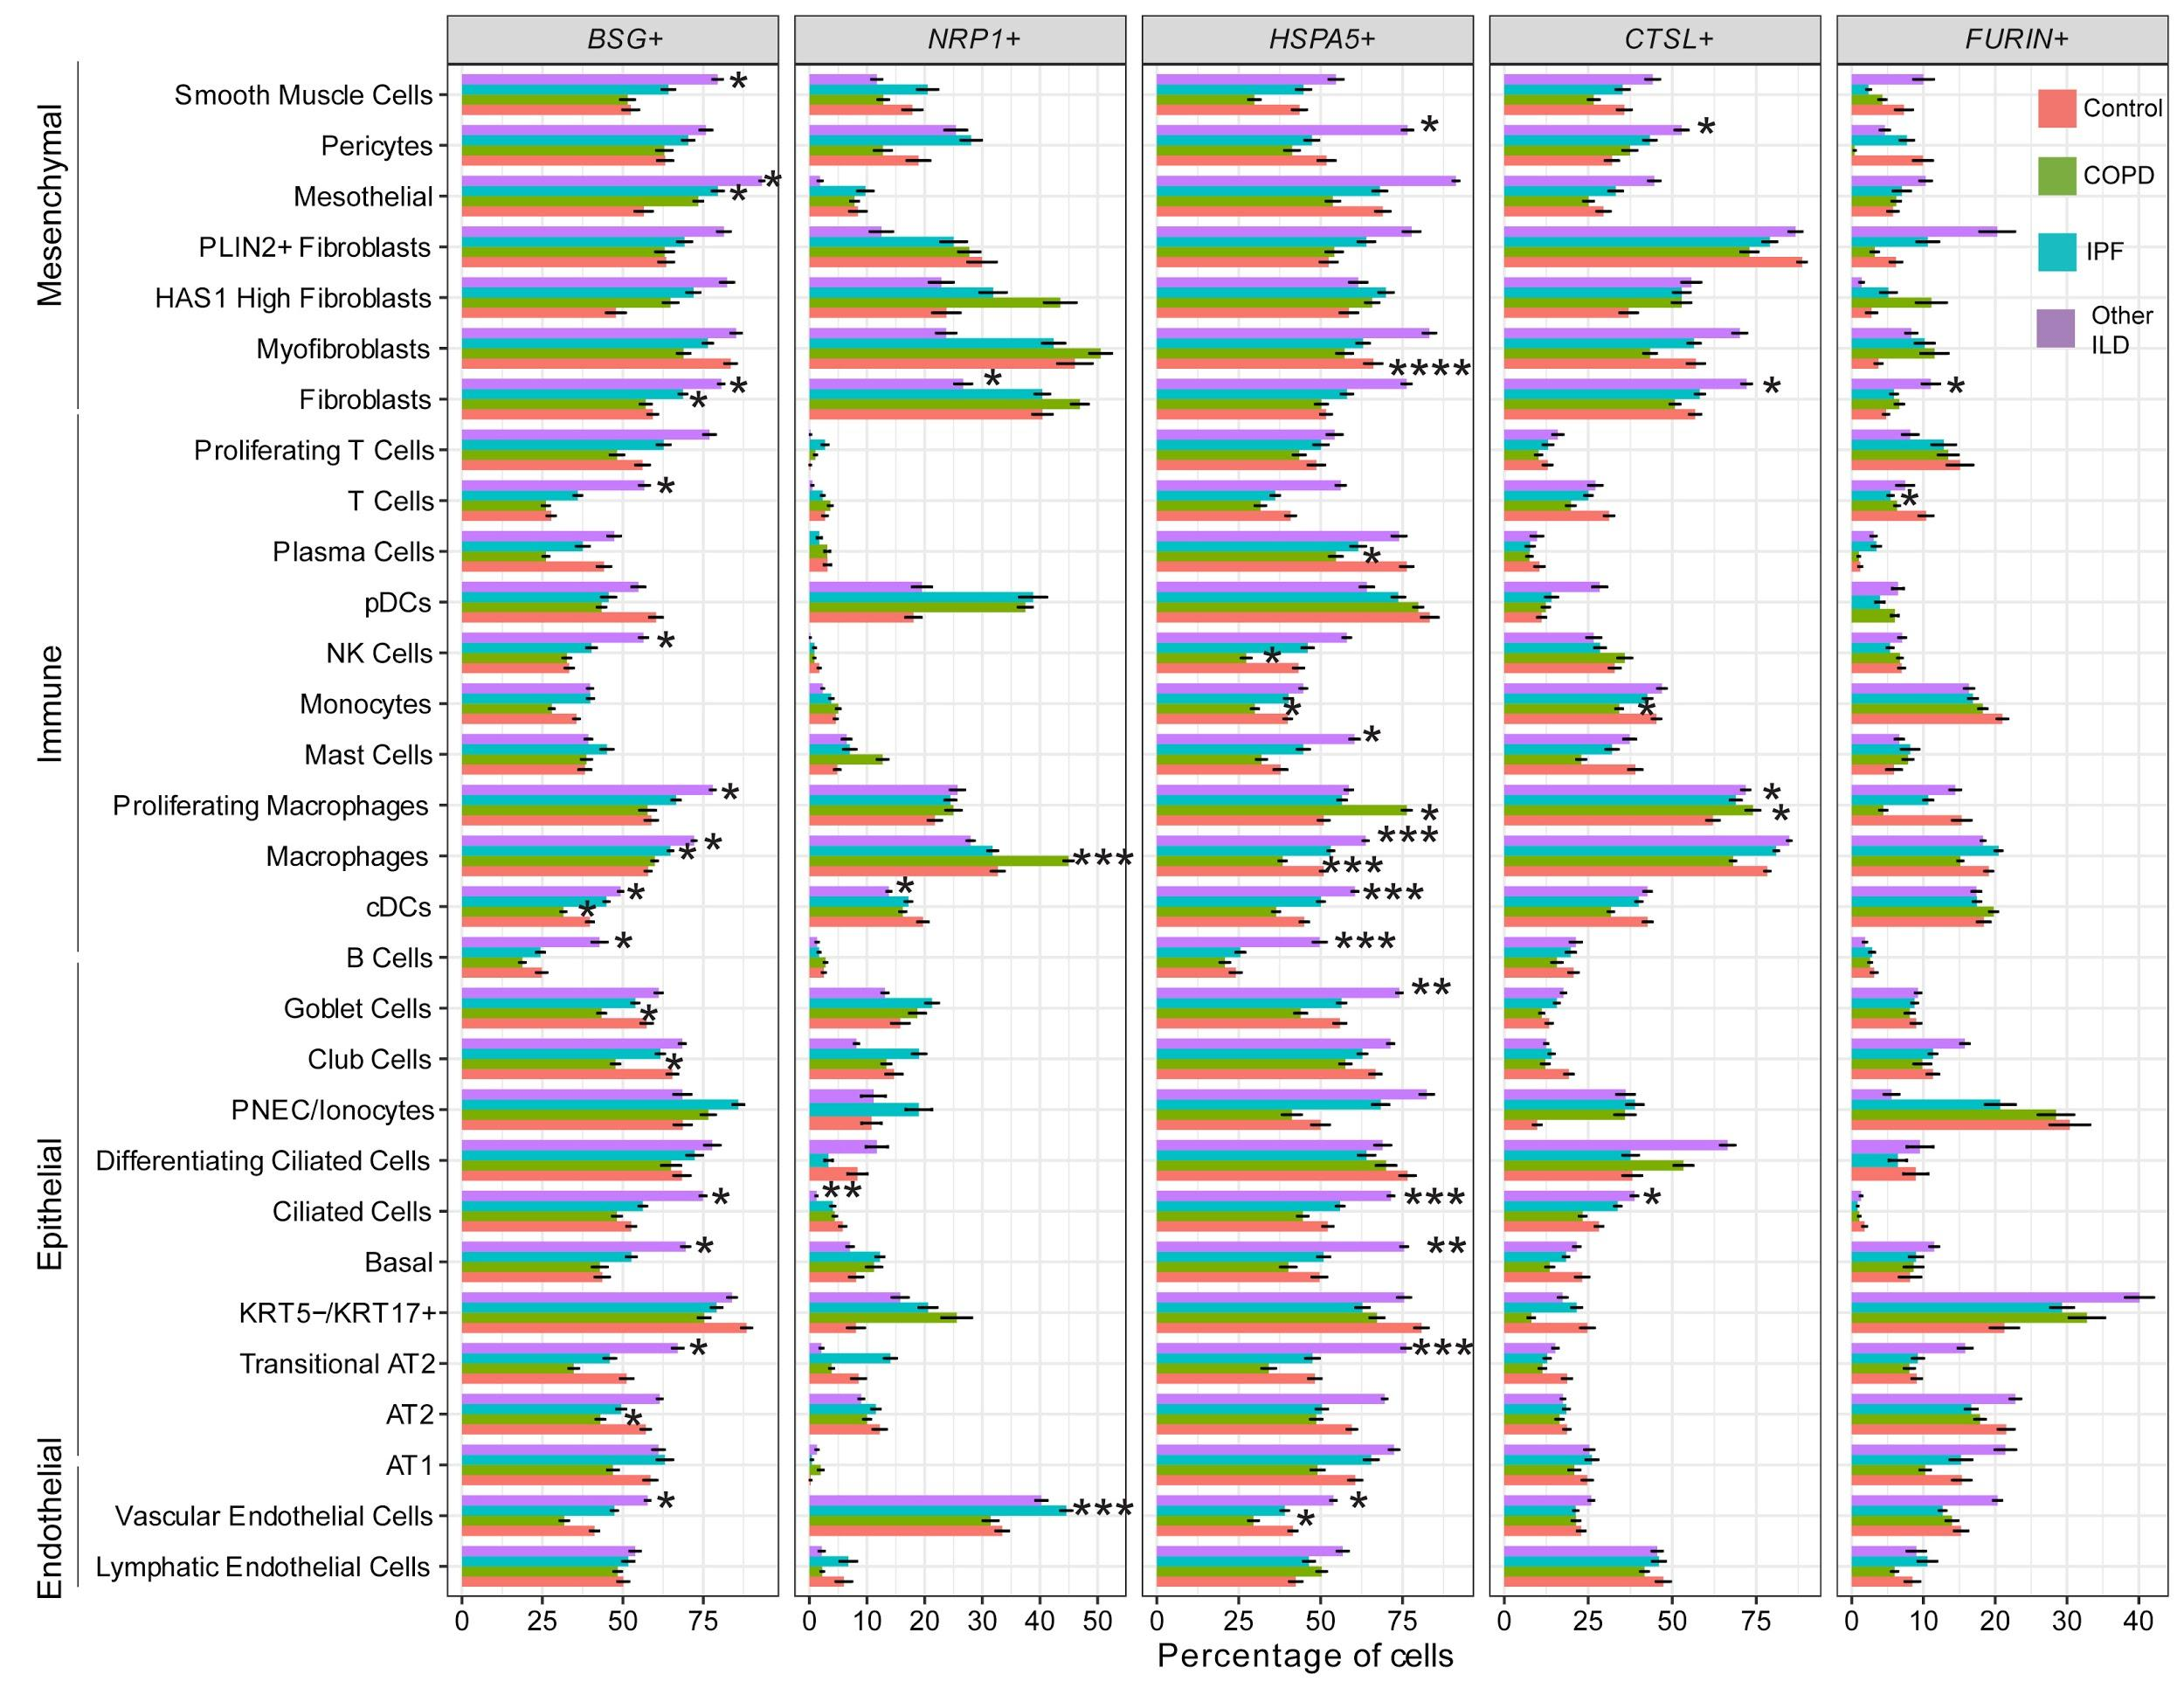 BSG+ NRP1+ HSPA5+ CTSL+ FURIN+
Mesenchymal
Smooth Muscle Cells
Pericytes
Mesothelial
PLIN2+ Fibroblasts
HAS1 High Fibroblasts
Myofibroblasts
Fibroblasts
Immune
Proliferating T Cells
T Cells
Plasma Cells
pDCs
NK Cells
Monocytes
Mast Cells
Proliferating Macrophages
Macrophages
cDCs
B Cells
Epithelial
Goblet Cells
Club Cells
PNEC/Ionocytes
Differentiating Ciliated Cells
Ciliated Cells
Basal
KRT5−/KRT17+
Transitional AT2
AT2
AT1
Endothelial
Vascular Endothelial Cells
Lymphatic Endothelial Cells
Control
COPD
IPF
Other
ILD
0 25 50 75 0 10 20 30 40 50 0 25 50 75 0 25 50 75 0 10 20 30 40
Percentage of cells